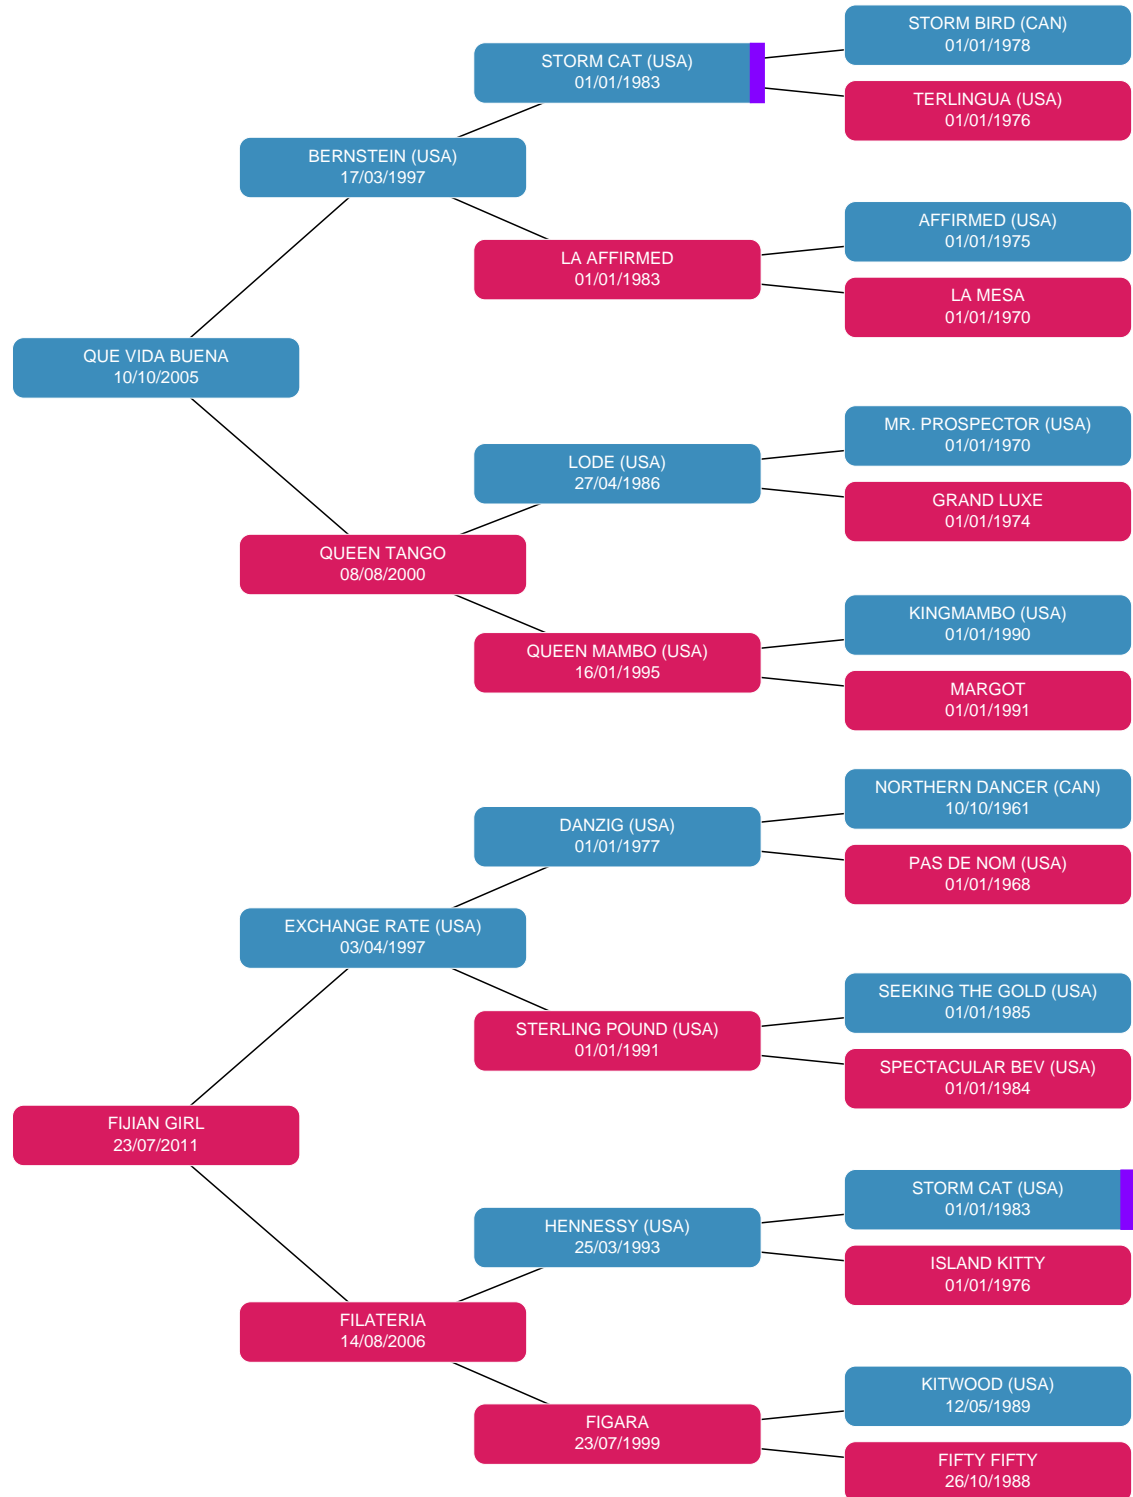 STORM BIRD (CAN)
01/01/1978
STORM CAT (USA)
01/01/1983
TERLINGUA (USA)
01/01/1976
BERNSTEIN (USA)
17/03/1997
AFFIRMED (USA)
01/01/1975
LA AFFIRMED
01/01/1983
LA MESA
01/01/1970
QUE VIDA BUENA
10/10/2005
MR. PROSPECTOR (USA)
01/01/1970
LODE (USA)
27/04/1986
GRAND LUXE
01/01/1974
QUEEN TANGO
08/08/2000
KINGMAMBO (USA)
01/01/1990
QUEEN MAMBO (USA)
16/01/1995
MARGOT
01/01/1991
NORTHERN DANCER (CAN)
10/10/1961
DANZIG (USA)
01/01/1977
PAS DE NOM (USA)
01/01/1968
EXCHANGE RATE (USA)
03/04/1997
SEEKING THE GOLD (USA)
01/01/1985
STERLING POUND (USA)
01/01/1991
SPECTACULAR BEV (USA)
01/01/1984
FIJIAN GIRL
23/07/2011
STORM CAT (USA)
01/01/1983
HENNESSY (USA)
25/03/1993
ISLAND KITTY
01/01/1976
FILATERIA
14/08/2006
KITWOOD (USA)
12/05/1989
FIGARA
23/07/1999
FIFTY FIFTY
26/10/1988